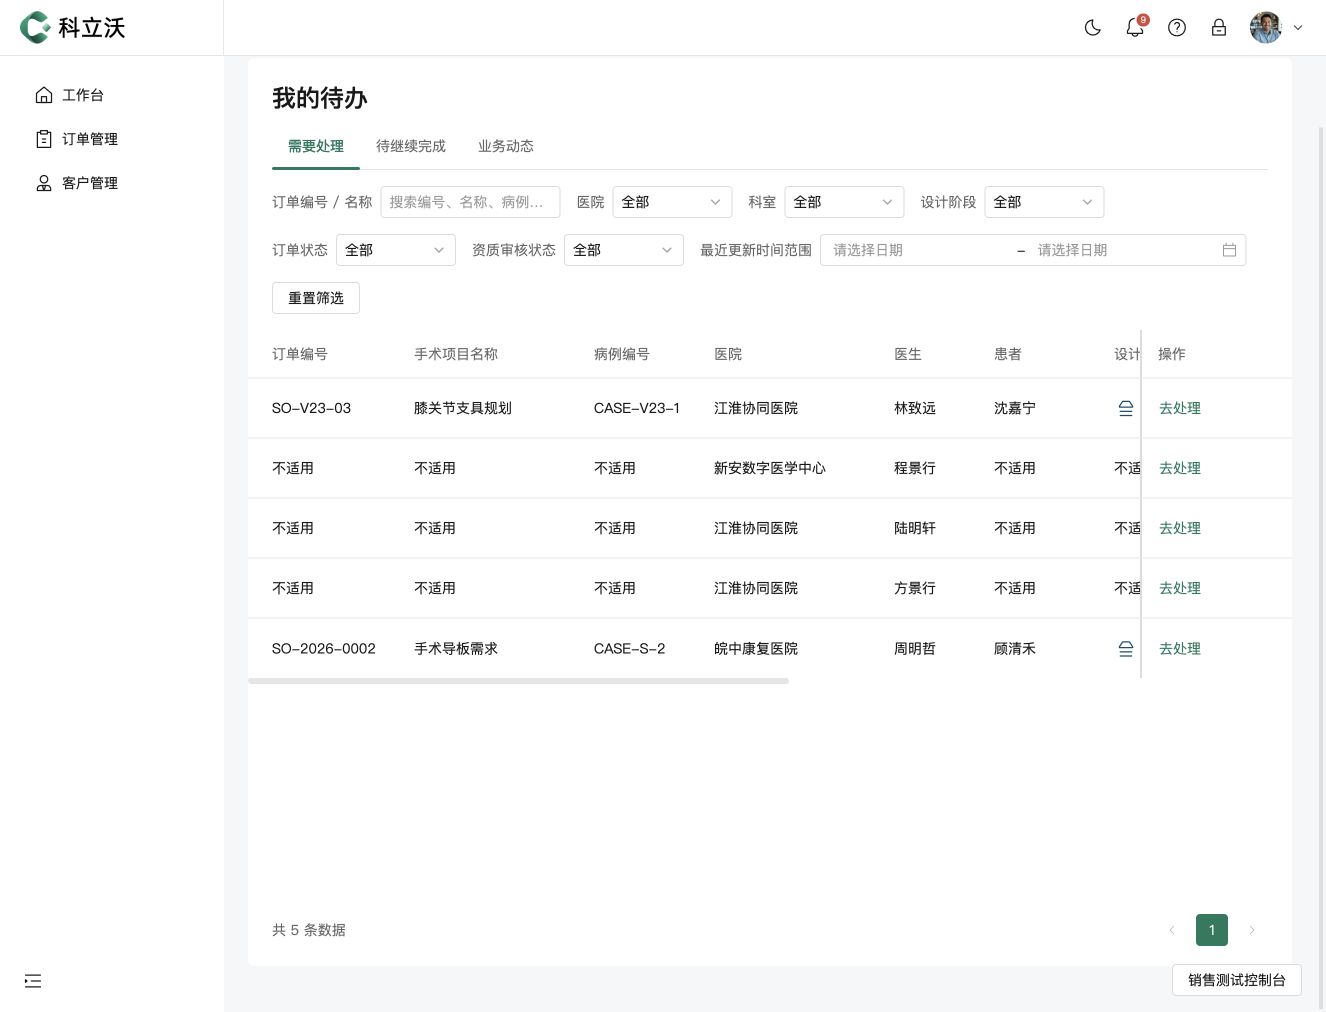 科立沃
9
工作台
订单管理
客户管理
我的待办
需要处理 待继续完成 业务动态
订单编号 / 名称 搜索编号、名称、病例... 医院 全部 科室 全部 设计阶段 全部
订单状态 全部 资质审核状态 全部 最近更新时间范围 请选择日期 – 请选择日期
重置筛选
订单编号 手术项目名称 病例编号 医院 医生 患者 设计 操作
SO-V23-03 膝关节支具规划 CASE-V23-1 江淮协同医院 林致远 沈嘉宁 去处理
不适用 不适用 不适用 新安数字医学中心 程景行 不适用 不适 去处理
不适用 不适用 不适用 江淮协同医院 陆明轩 不适用 不适 去处理
不适用 不适用 不适用 江淮协同医院 方景行 不适用 不适 去处理
SO-2026-0002 手术导板需求 CASE-S-2 皖中康复医院 周明哲 顾清禾 去处理
共 5 条数据 1
销售测试控制台